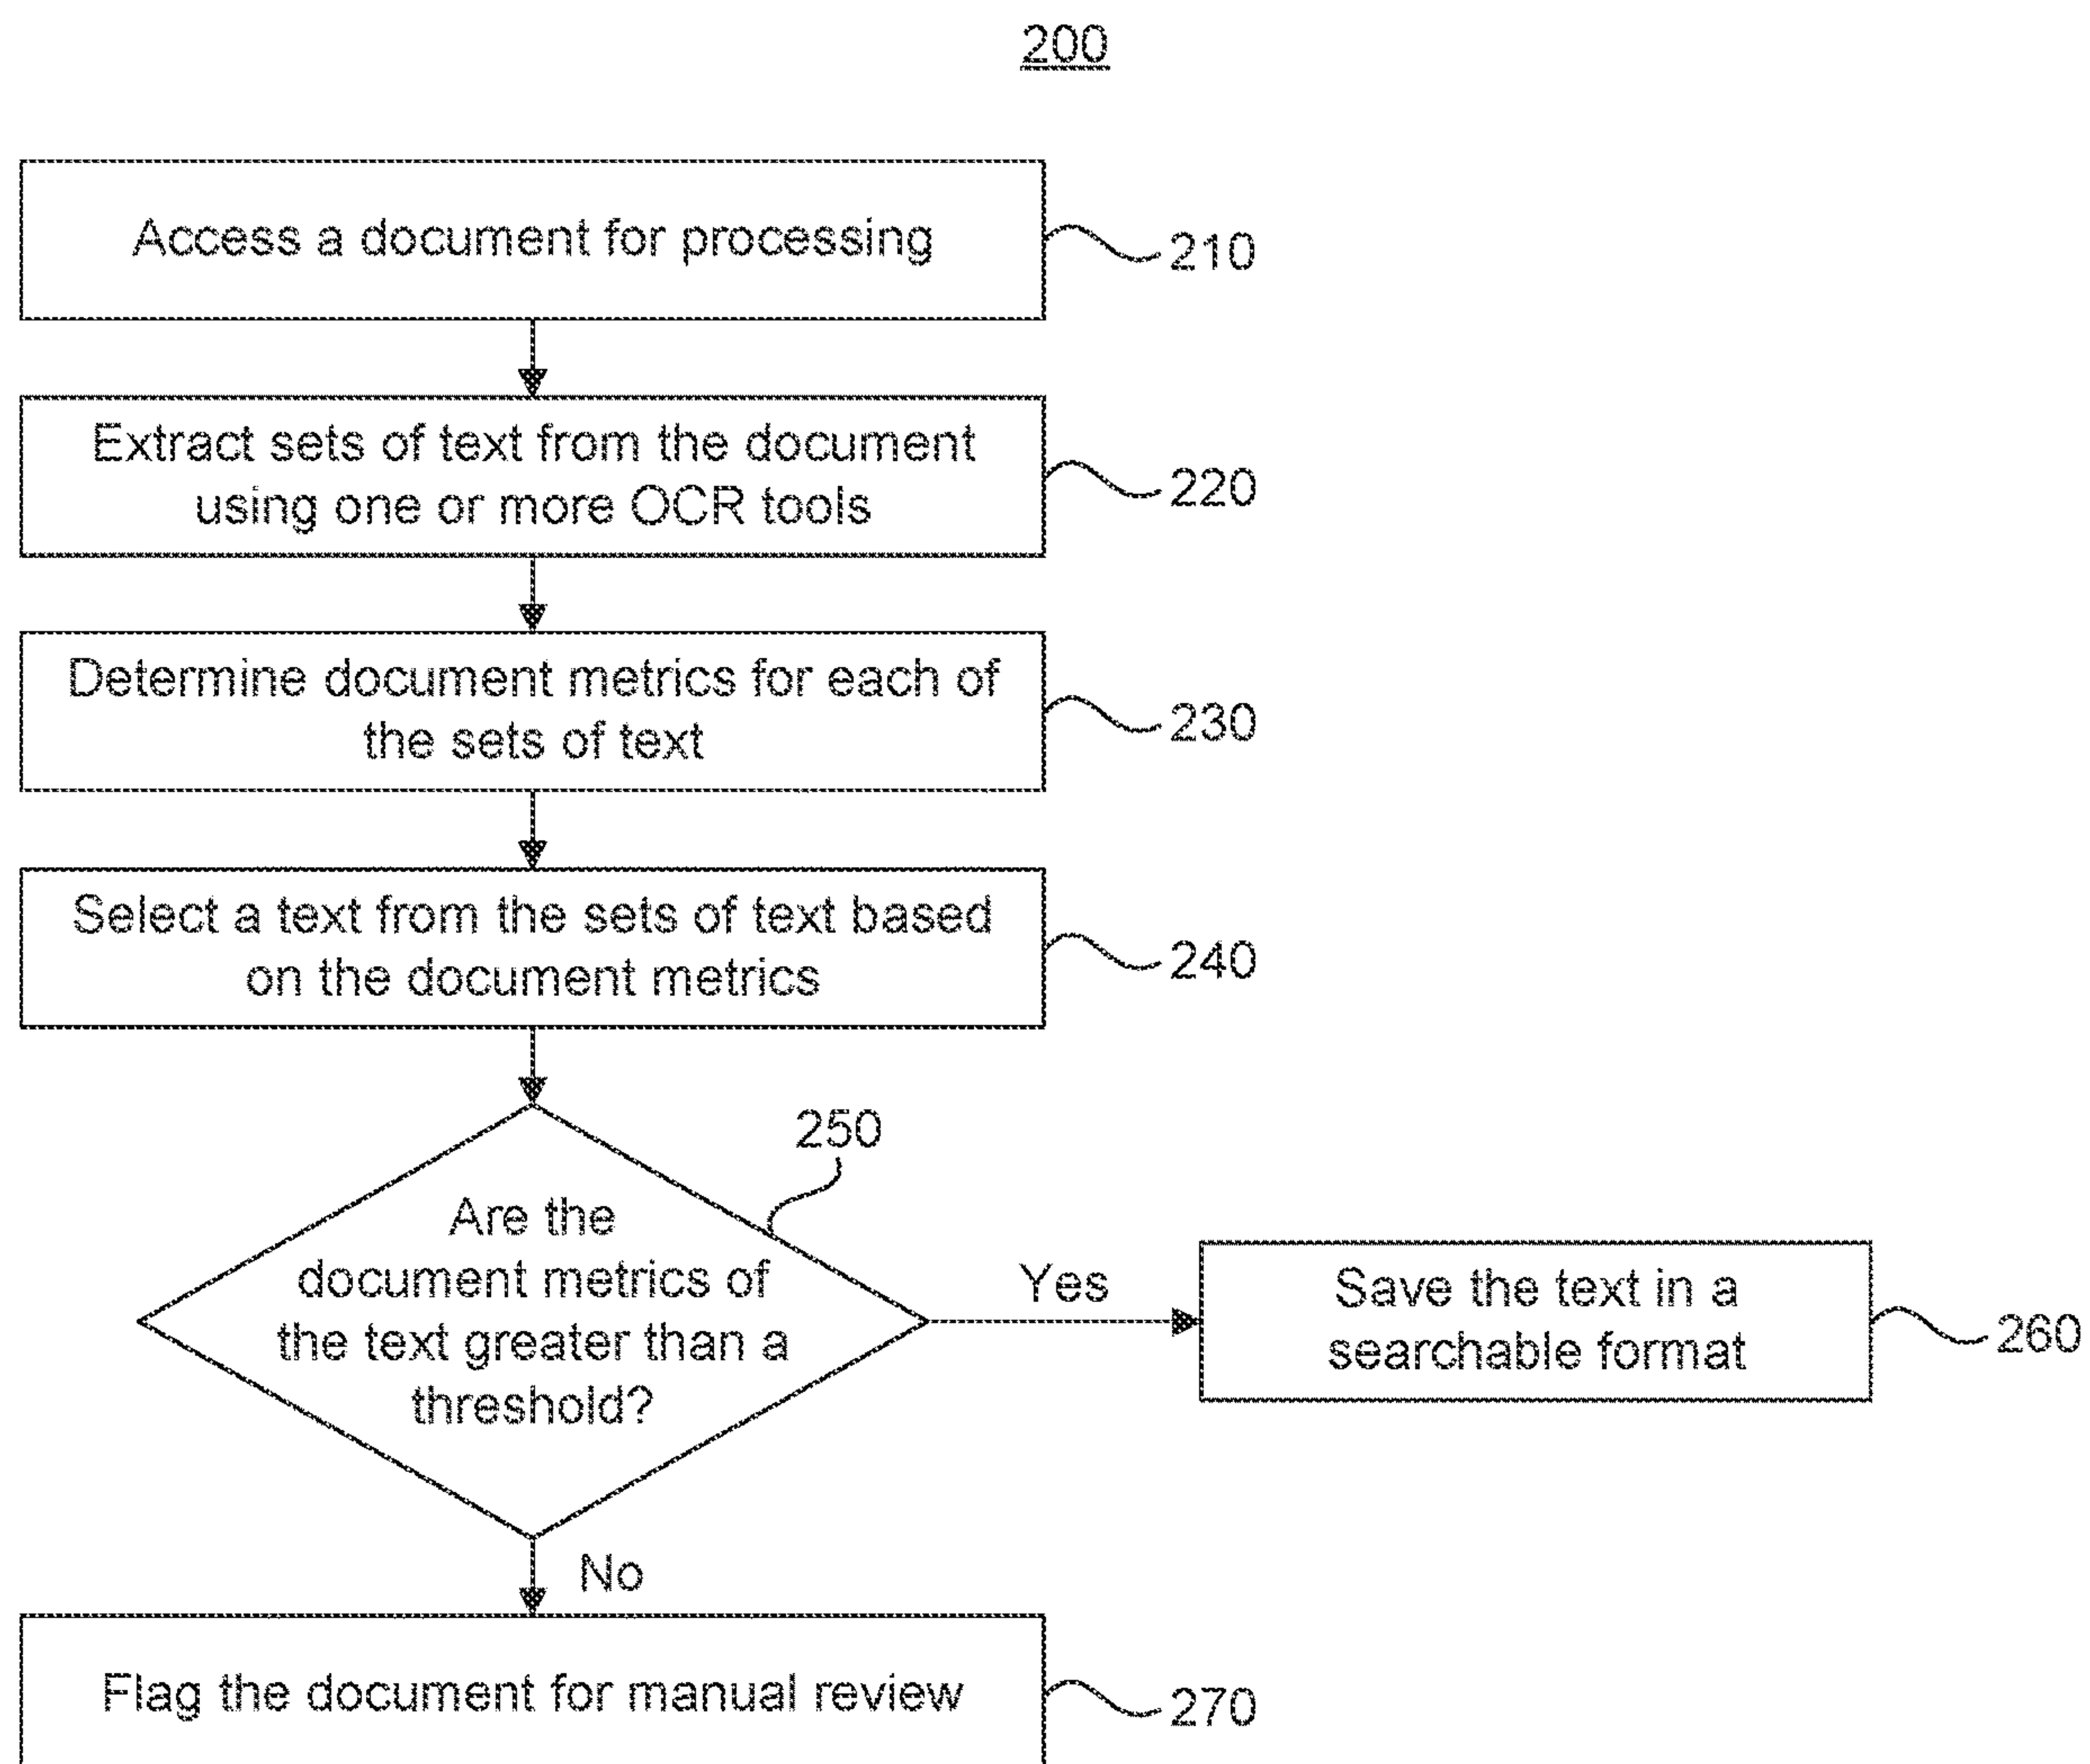 200
Access a document for processing
210
Extract sets of text from the document
using one or more OCR tools
220
Determine document metrics for each of
the sets of text
230
Select a text from the sets of text based
on the document metrics
240
250
Are the
document metrics of
the text greater than a
threshold?
Yes
Save the text in a
searchable format
260
No
Flag the document for manual review
270